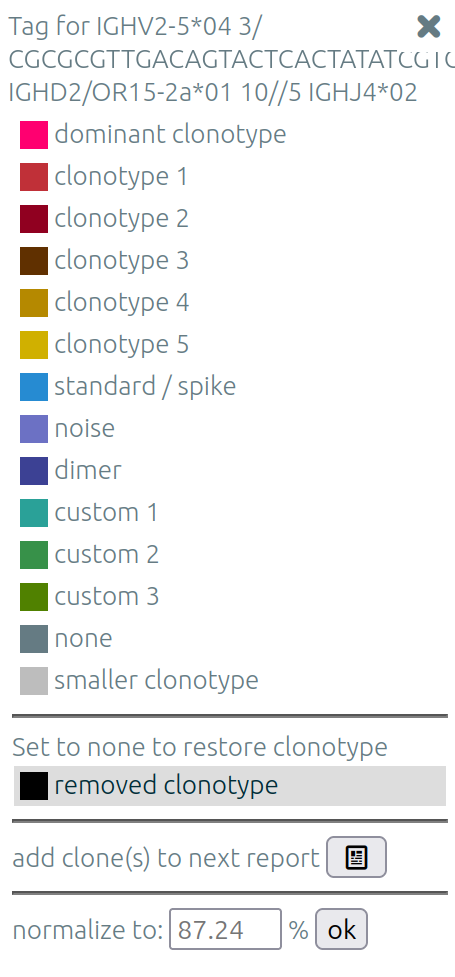 Tag for IGHV2-5*04 3/
CGCGCGTTGACAGTACTCACTATATCGTC
IGHD2/OR15-2a*01 10//5 IGHJ4*02
dominant clonotype
clonotype 1
clonotype 2
clonotype 3
clonotype 4
clonotype 5
standard / spike
noise
dimer
custom 1
custom 2
custom 3
none
smaller clonotype
Set to none to restore clonotype
removed clonotype
add clone(s) to next report
normalize to: 87.24 % ok